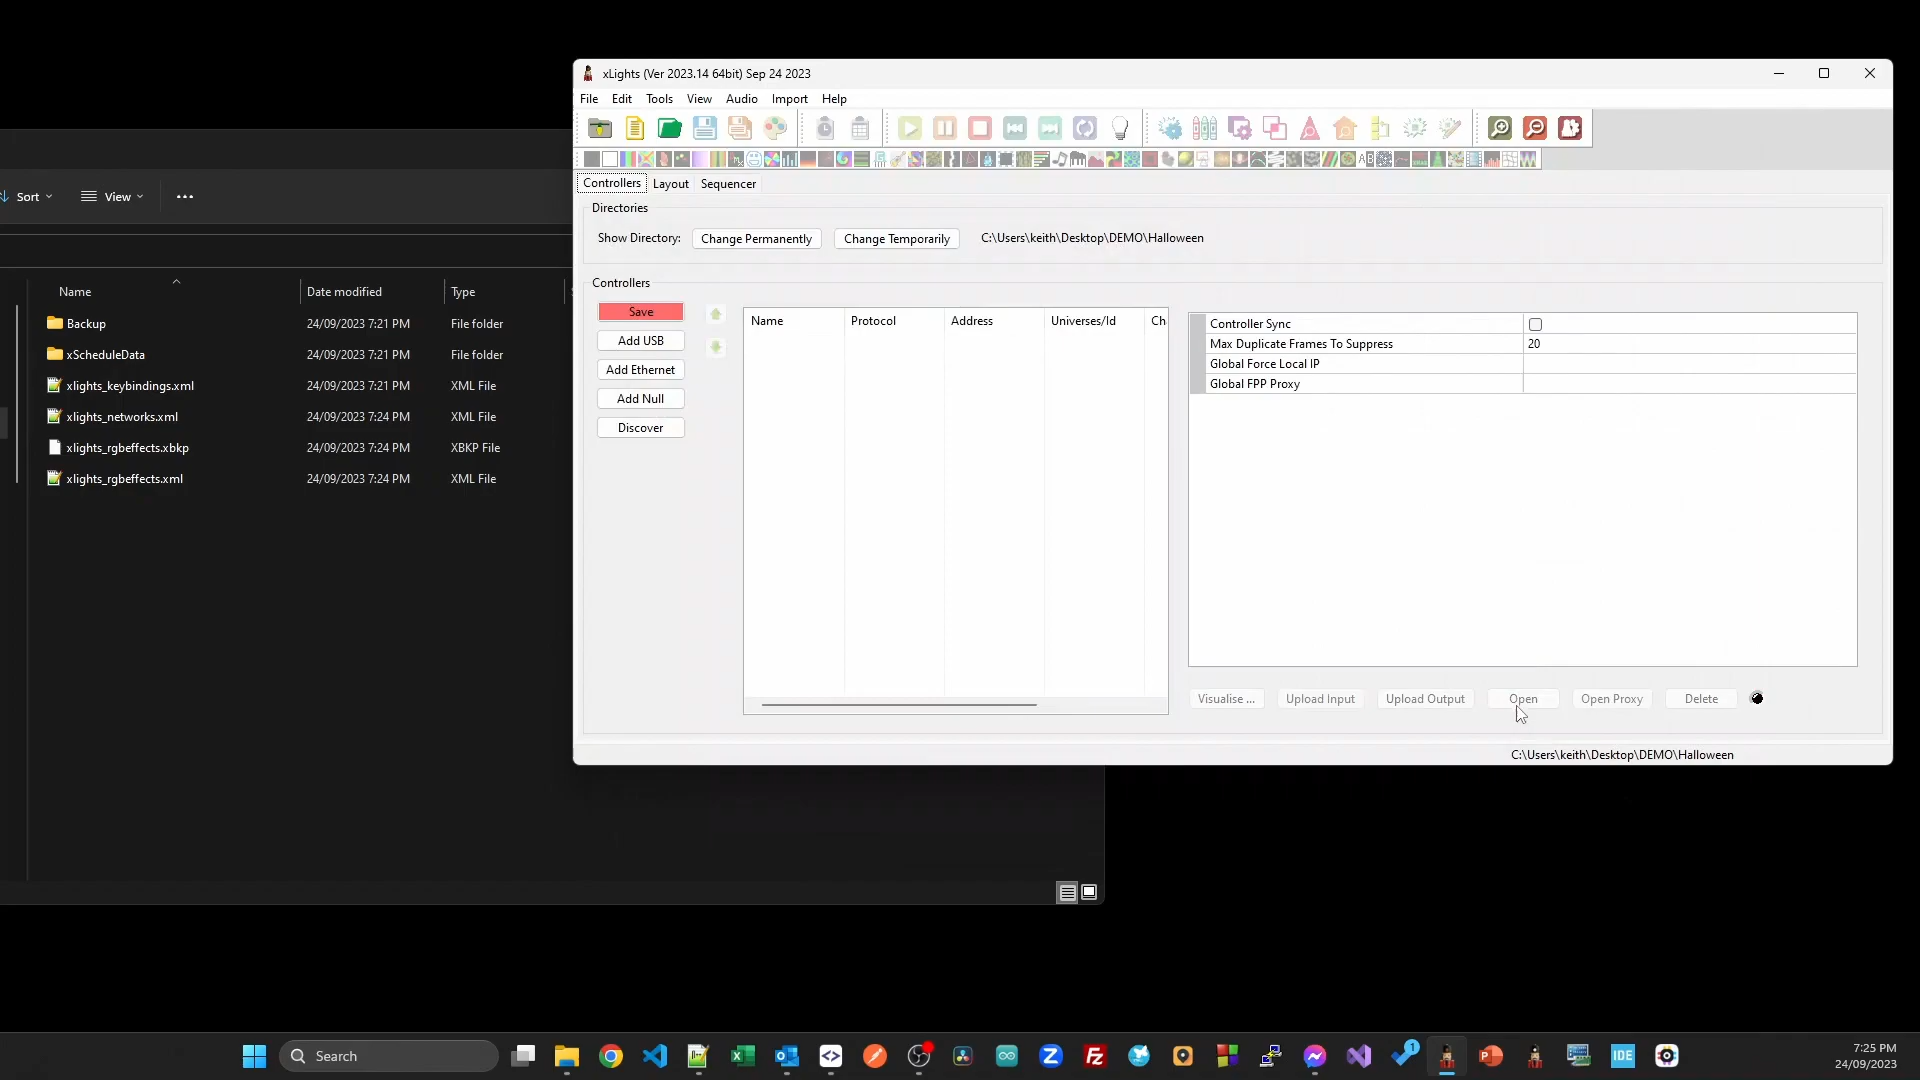 xLights (Ver 2023.14 64bit) Sep 24 2023
File Edit Tools View Audio Import Help
Controllers Layout Sequencer
Directories
Show Directory: Change Permanently Change Temporarily C:\Users\keith\Desktop\DEMO\Halloween
Controllers
Save
Add USB
Add Ethernet
Add Null
Discover
Name Protocol Address Universes/Id Ch
Controller Sync
Max Duplicate Frames To Suppress 20
Global Force Local IP
Global FPP Proxy
Visualise ... Upload Input Upload Output Open Open Proxy Delete
C:\Users\keith\Desktop\DEMO\Halloween
Sort View
Name Date modified Type
Backup 24/09/2023 7:21 PM File folder
xScheduleData 24/09/2023 7:21 PM File folder
xlights_keybindings.xml 24/09/2023 7:21 PM XML File
xlights_networks.xml 24/09/2023 7:24 PM XML File
xlights_rgbeffects.xbkp 24/09/2023 7:24 PM XBKP File
xlights_rgbeffects.xml 24/09/2023 7:24 PM XML File
Search
IDE
1
7:25 PM
24/09/2023